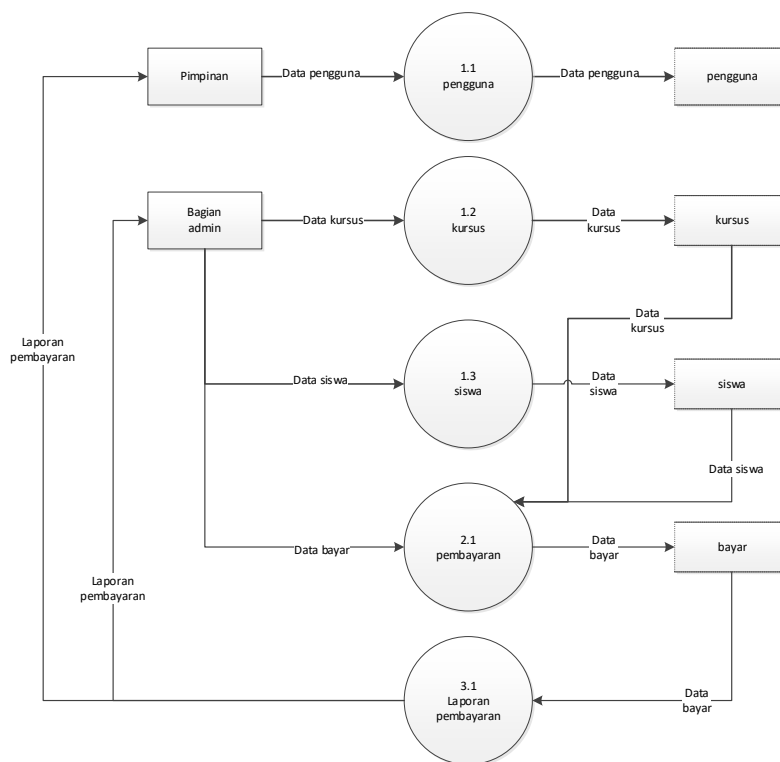 Pimpinan
Data pengguna
1.1
pengguna
Data pengguna
pengguna
Bagian
admin
Data kursus
1.2
kursus
Data
kursus
kursus
Data
kursus
Laporan
pembayaran
Data siswa
1.3
siswa
Data
siswa
siswa
Data siswa
Data bayar
2.1
pembayaran
Data
bayar
bayar
Laporan
pembayaran
3.1
Laporan
pembayaran
Data
bayar